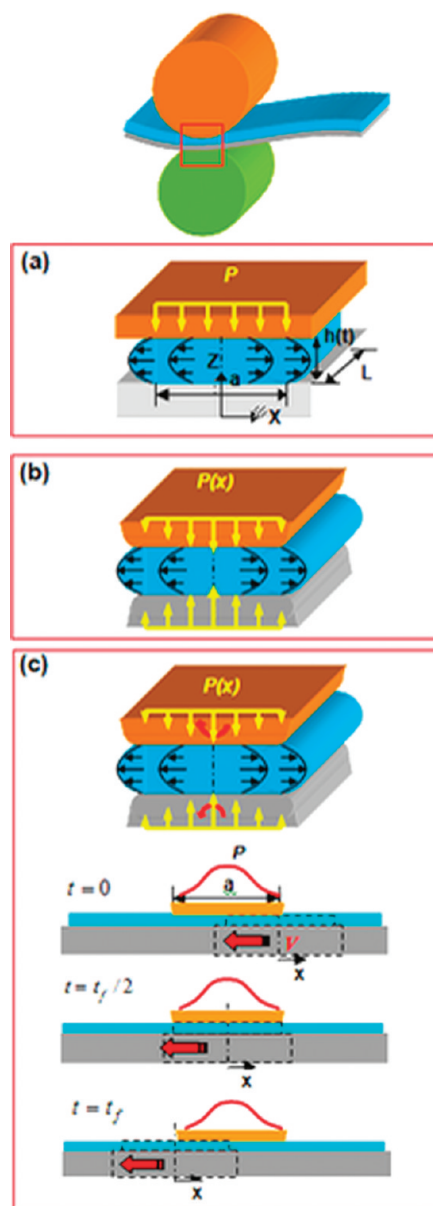 (a)
P
h(t)
Z
a
L
X
(b)
P(x)
(c)
P(x)
P
t = 0
a
V
x
t = t_f / 2
x
t = t_f
x